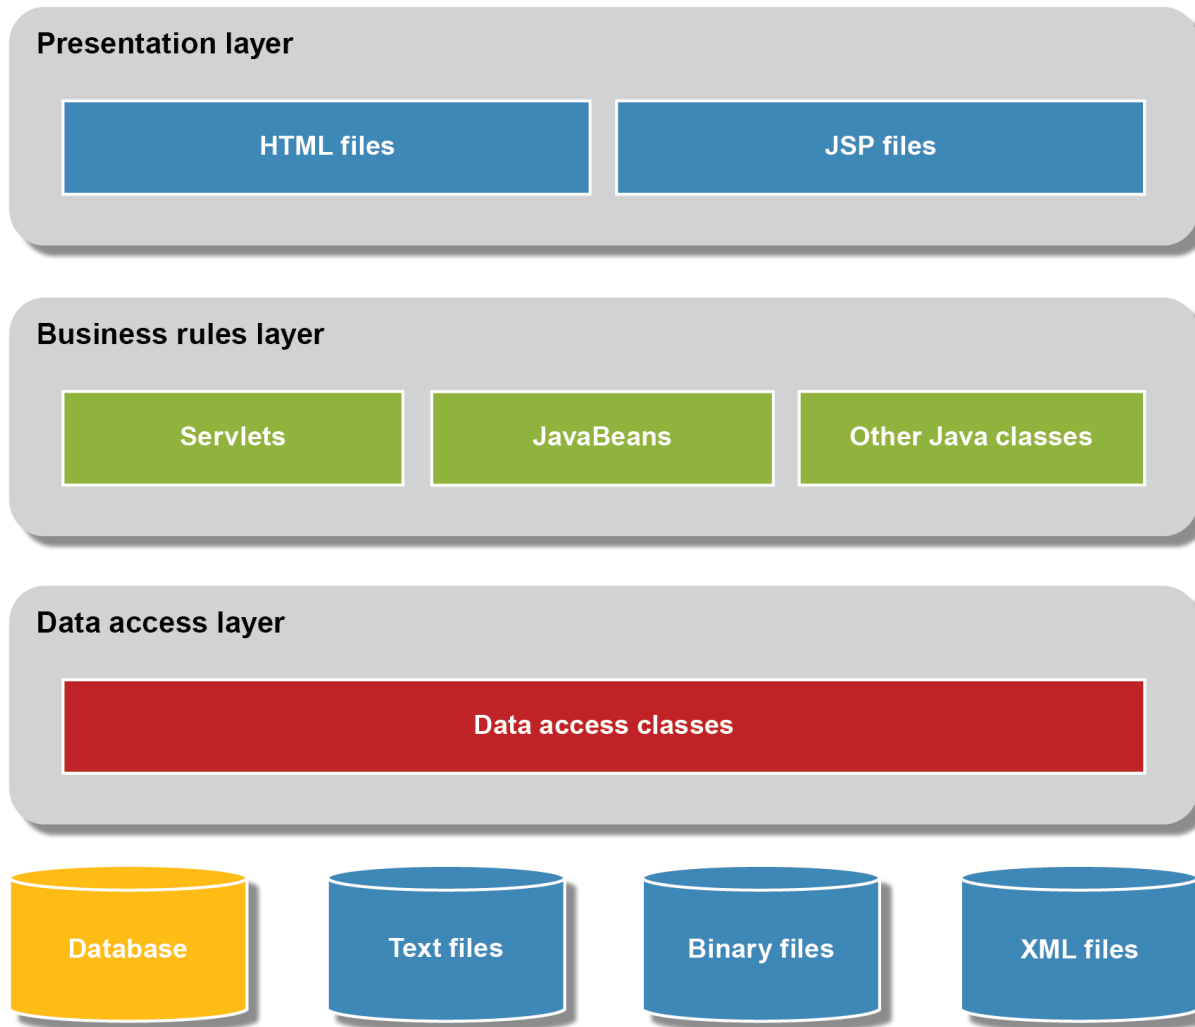 Presentation layer
HTML files
JSP files
Business rules layer
Servlets
JavaBeans
Other Java classes
Data access layer
Data access classes
Database
Text files
Binary files
XML files